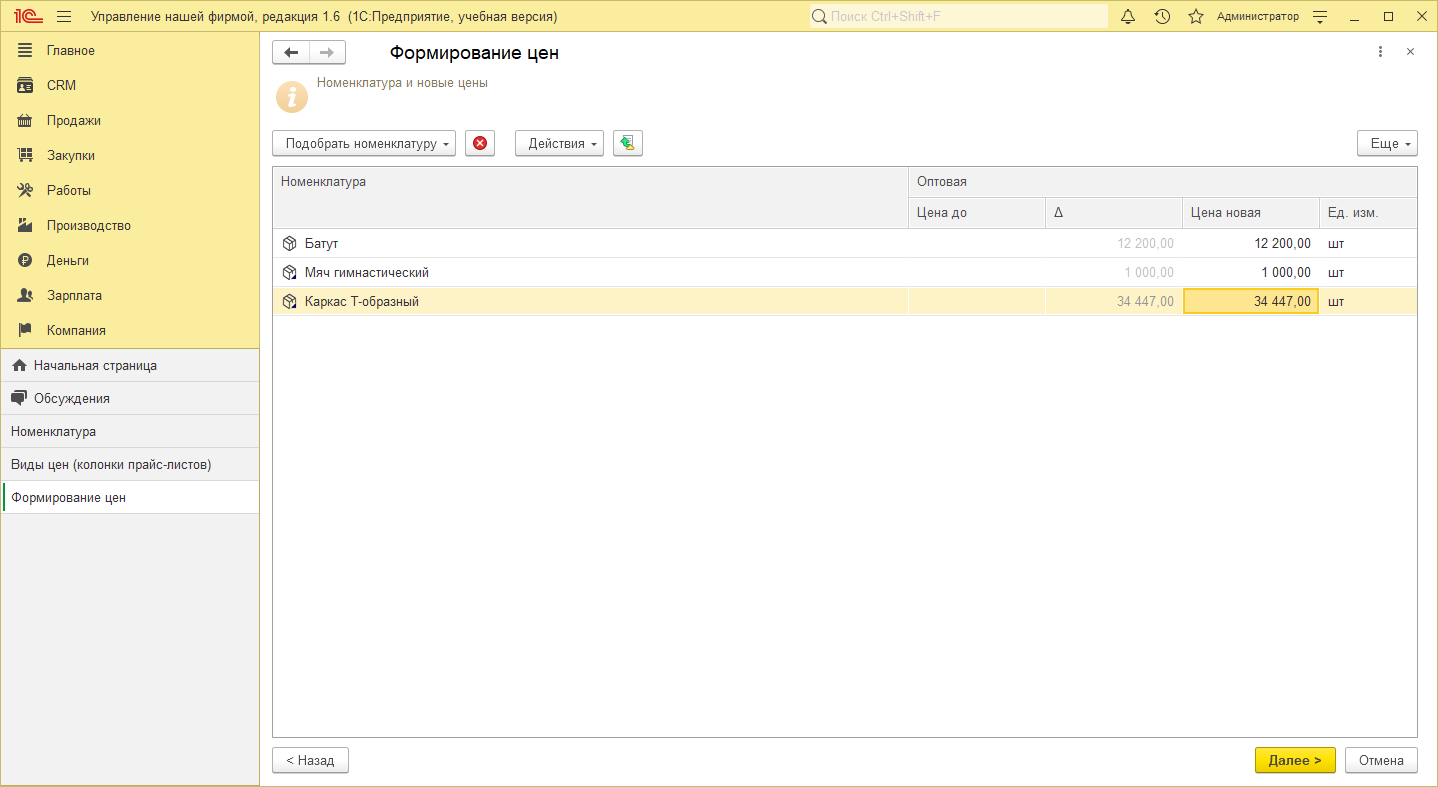 1С Управление нашей фирмой, редакция 1.6 (1С:Предприятие, учебная версия) Поиск Ctrl+Shift+F Администратор
Главное
CRM
Продажи
Закупки
Работы
Производство
Деньги
Зарплата
Компания
Начальная страница
Обсуждения
Номенклатура
Виды цен (колонки прайс-листов)
Формирование цен
Формирование цен
Номенклатура и новые цены
Подобрать номенклатуру Действия Еще
Номенклатура Оптовая
Цена до Δ Цена новая Ед. изм.
Батут 12 200,00 12 200,00 шт
Мяч гимнастический 1 000,00 1 000,00 шт
Каркас Т-образный 34 447,00 34 447,00 шт
< Назад Далее > Отмена